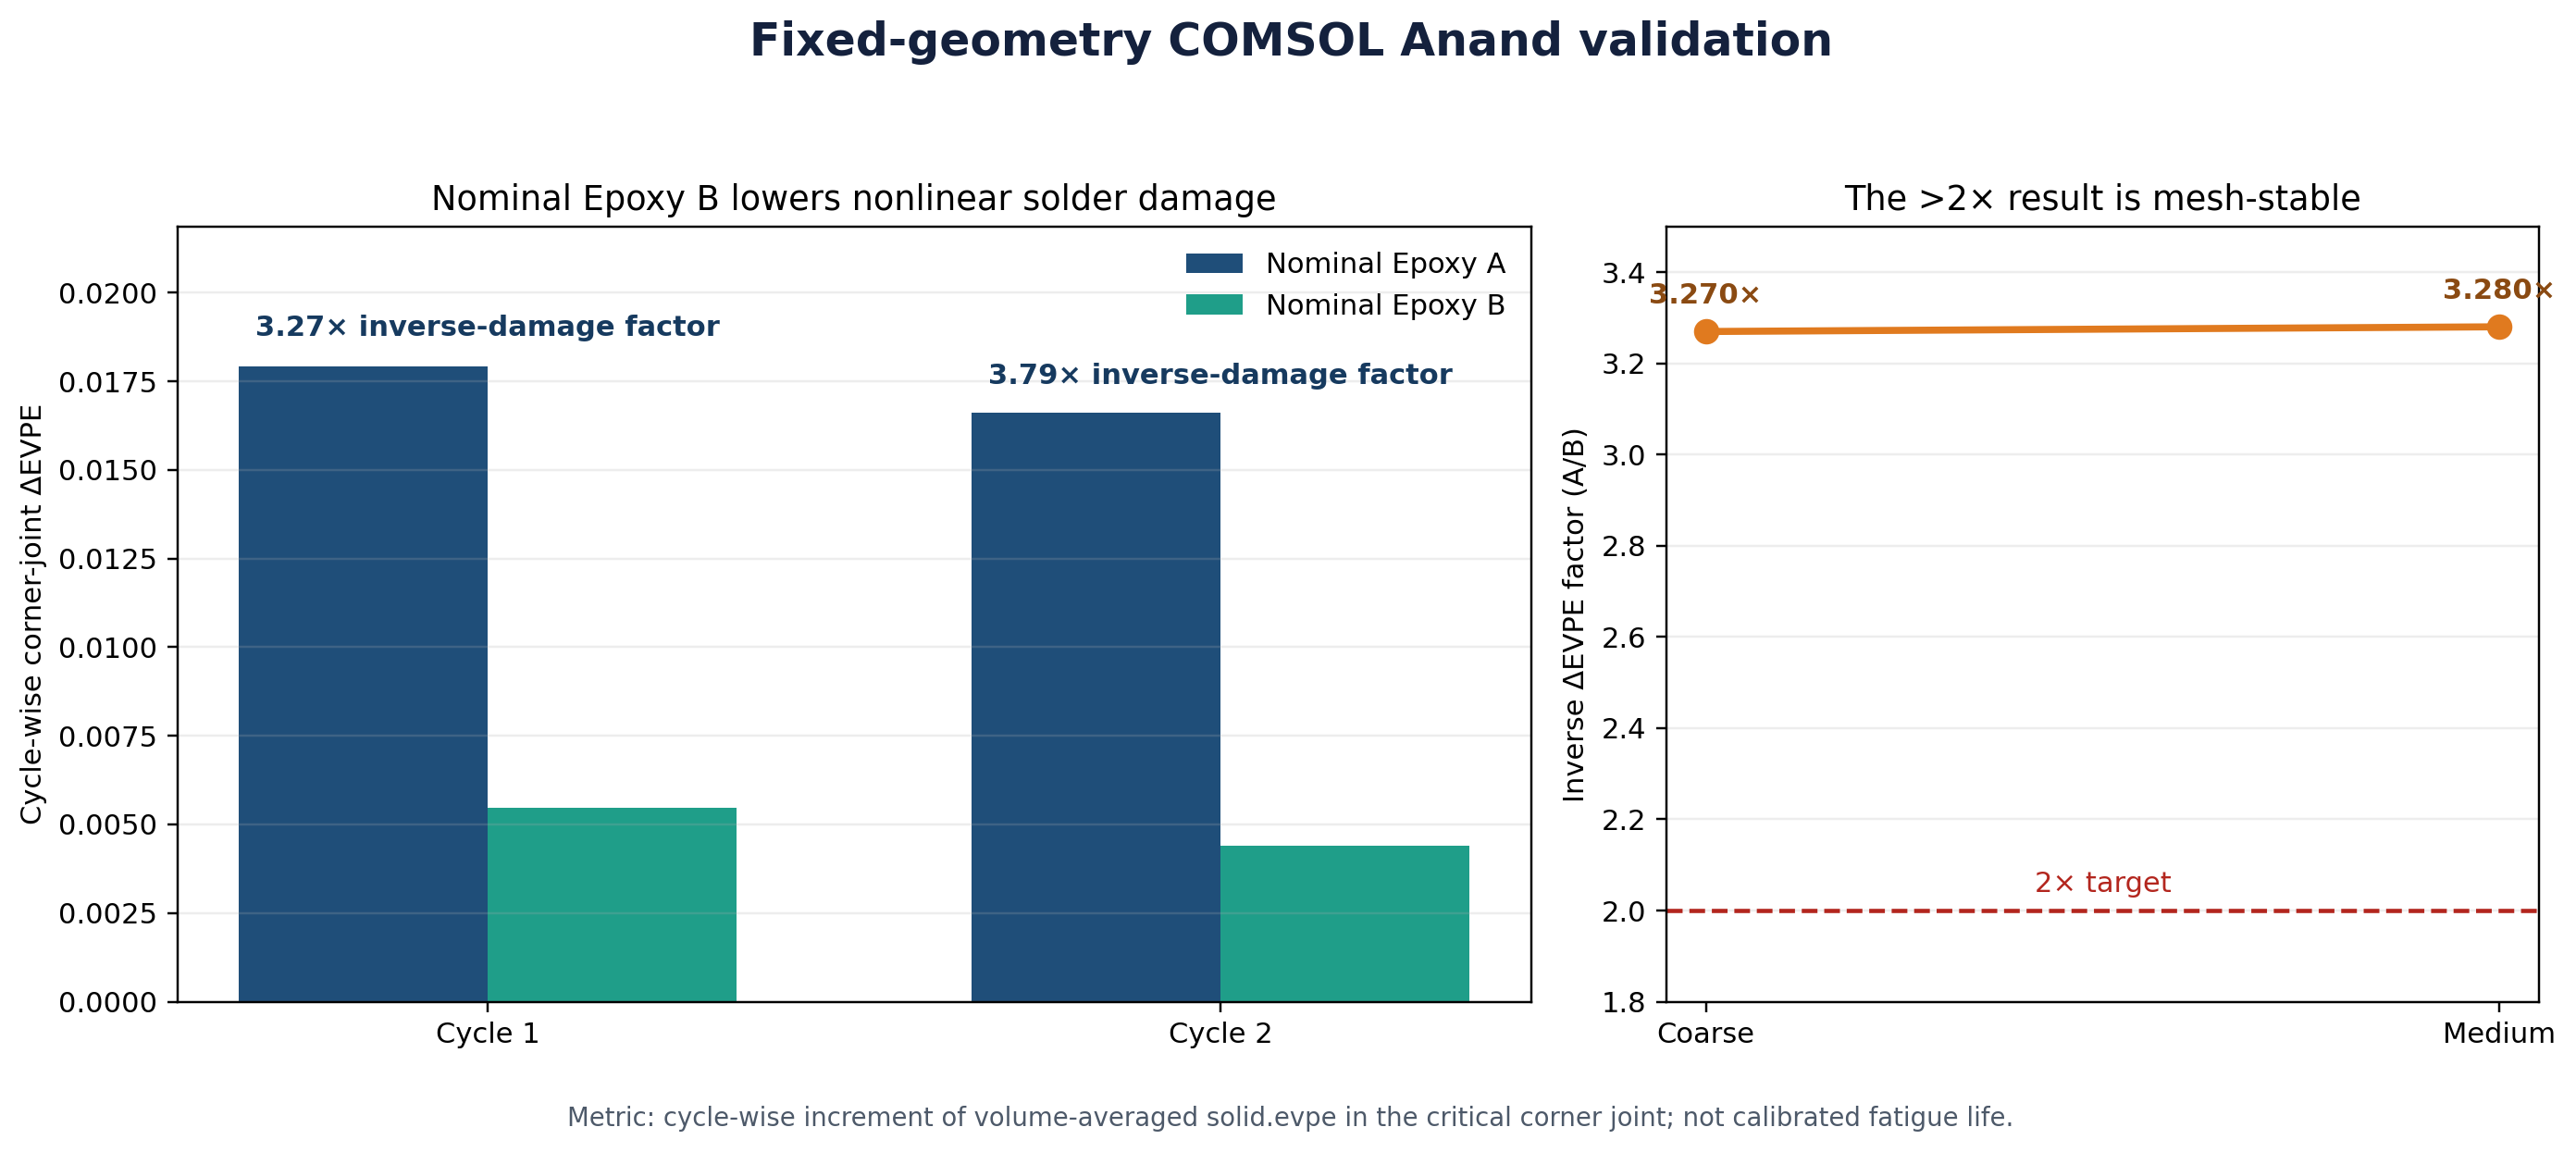 Fixed-geometry COMSOL Anand validation
Nominal Epoxy B lowers nonlinear solder damage
Cycle-wise corner-joint ΔEVPE
0.0200
0.0175
0.0150
0.0125
0.0100
0.0075
0.0050
0.0025
0.0000
3.27× inverse-damage factor
3.79× inverse-damage factor
Nominal Epoxy A
Nominal Epoxy B
Cycle 1
Cycle 2
The >2× result is mesh-stable
Inverse ΔEVPE factor (A/B)
3.4
3.2
3.0
2.8
2.6
2.4
2.2
2.0
1.8
3.270×
3.280×
2× target
Coarse
Medium
Metric: cycle-wise increment of volume-averaged solid.evpe in the critical corner joint; not calibrated fatigue life.